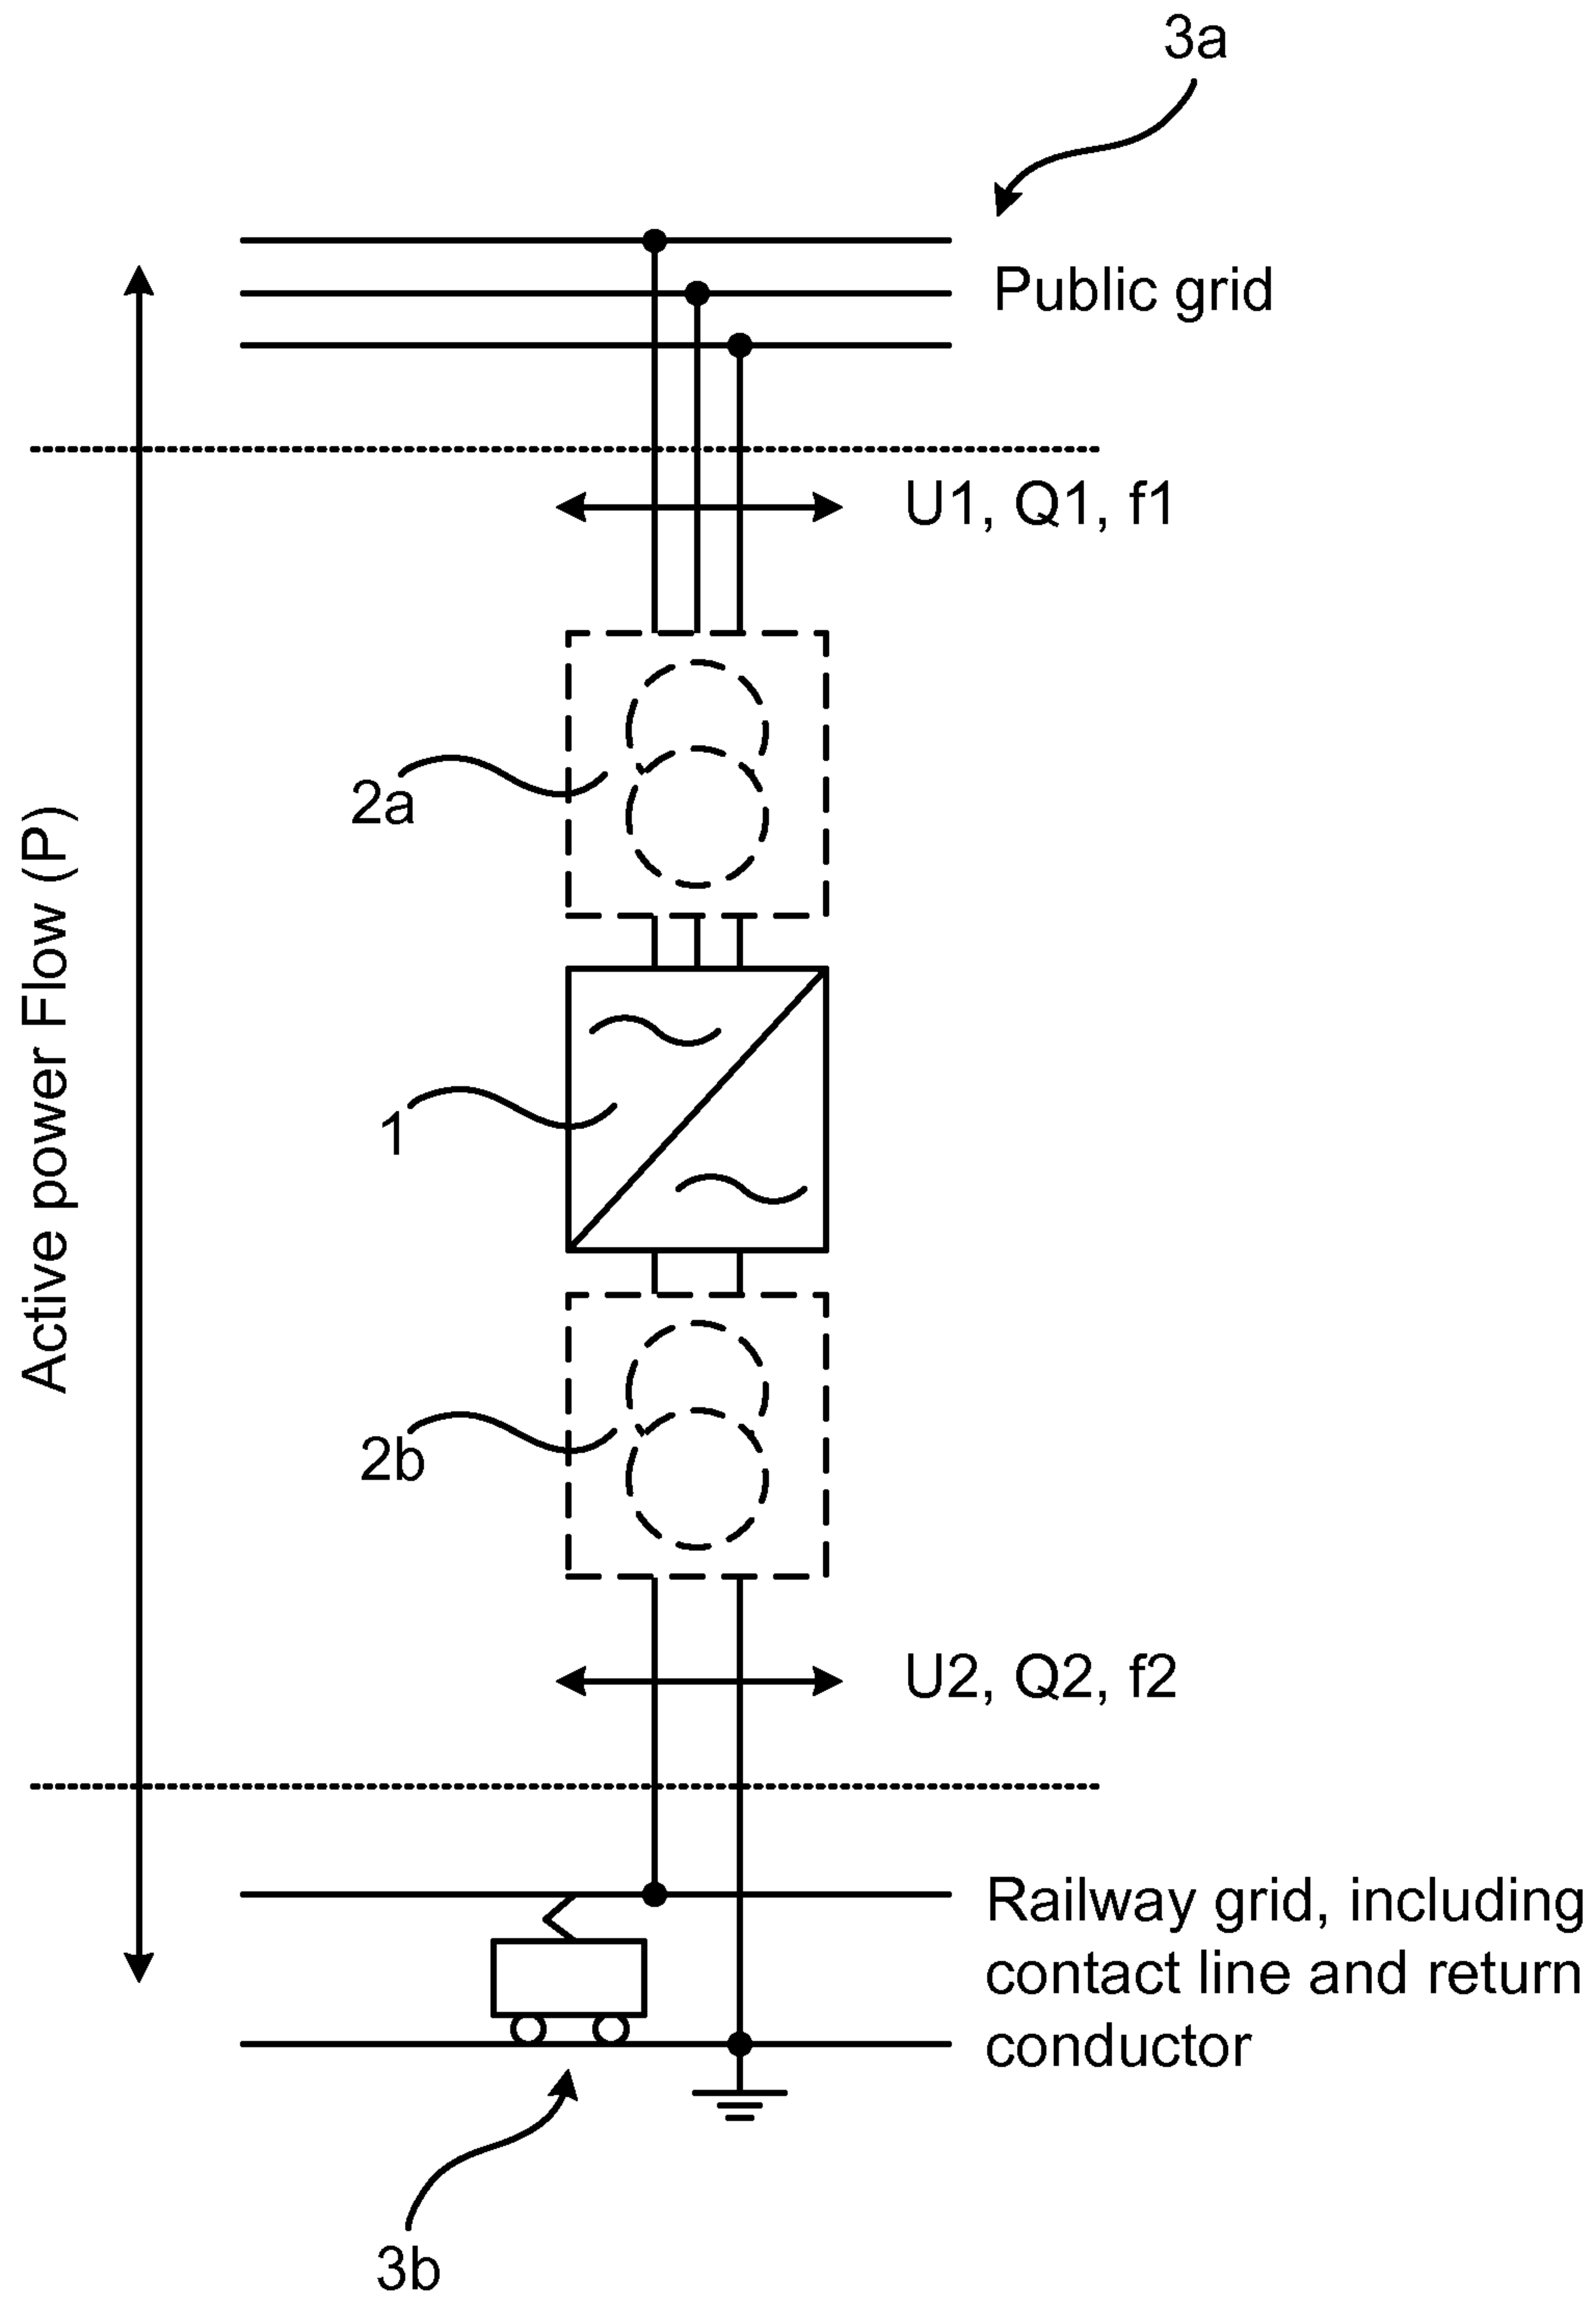 3a
Public grid
U1, Q1, f1
2a
Active power Flow (P)
1
2b
U2, Q2, f2
Railway grid, including
contact line and return
conductor
3b